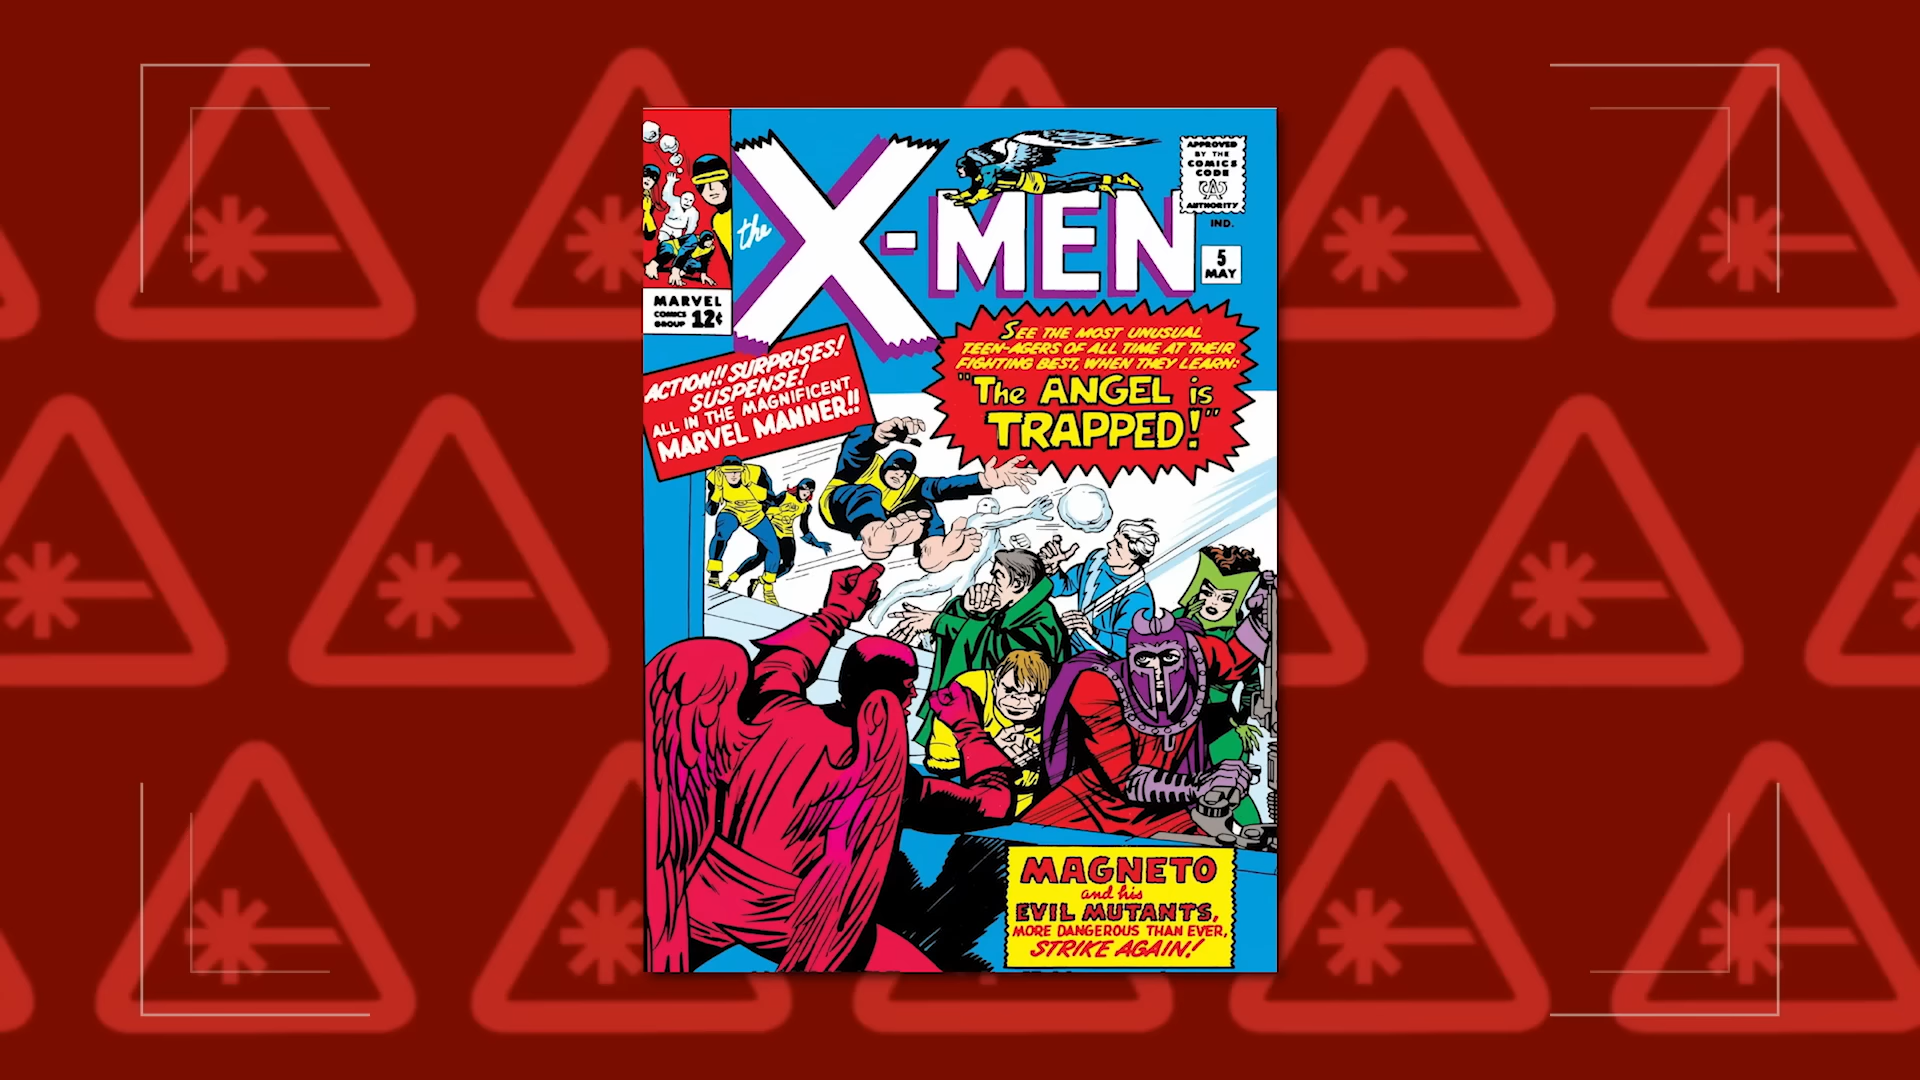 the X-MEN
APPROVED
BY THE
COMICS
CODE
AUTHORITY
IND.
5
MAY
MARVEL
COMICS
GROUP 12¢
ACTION!! SURPRISES!
SUSPENSE!
ALL IN THE MAGNIFICENT
MARVEL MANNER!!
SEE THE MOST UNUSUAL
TEEN-AGERS OF ALL TIME AT THEIR
FIGHTING BEST, WHEN THEY LEARN:
"The ANGEL is
TRAPPED!"
MAGNETO
and his
EVIL MUTANTS,
MORE DANGEROUS THAN EVER,
STRIKE AGAIN!